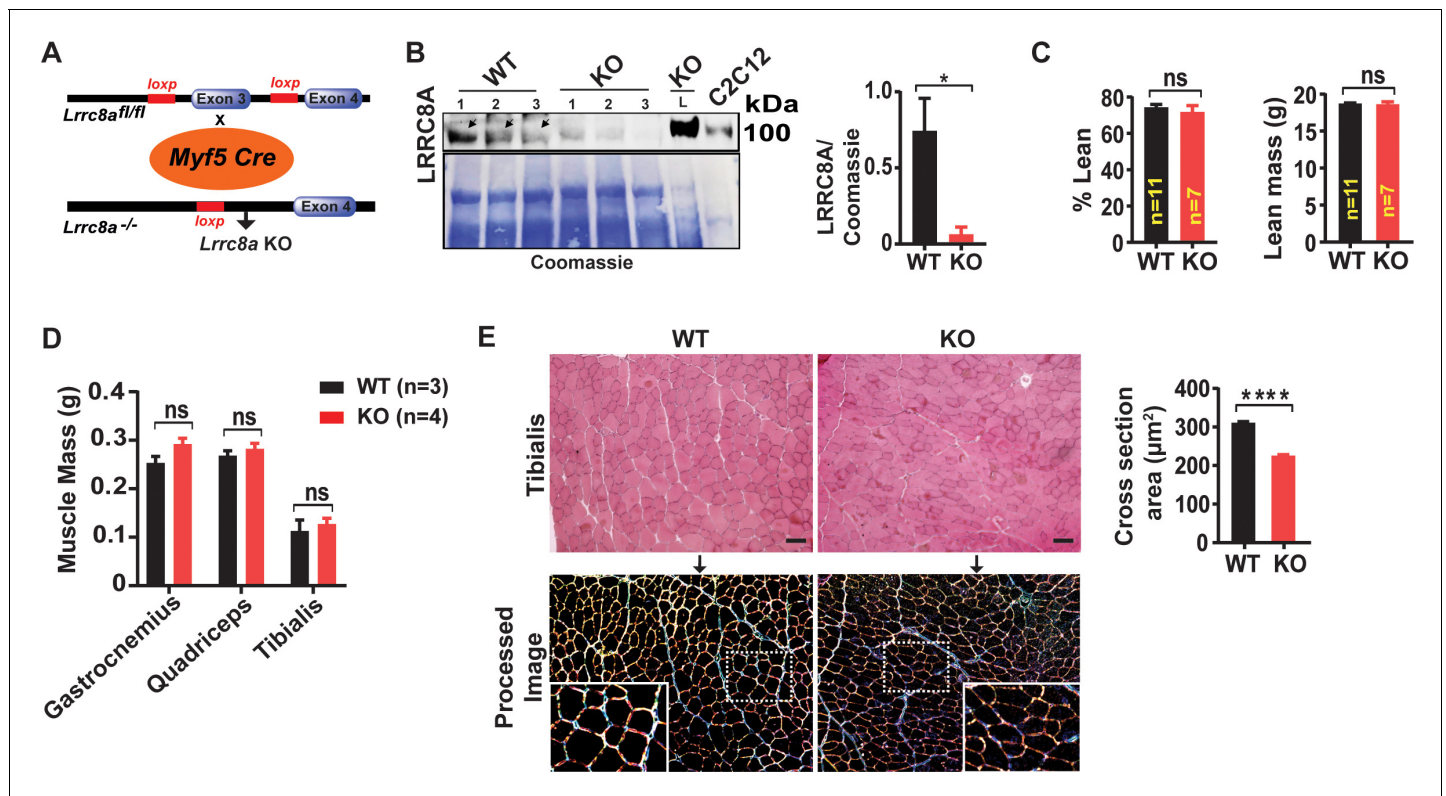 A
loxp
loxp
Exon 3
Exon 4
Lrrc8a fl/fl
x
Myf5 Cre
Exon 4
loxp
Lrrc8a -/-
Lrrc8a KO
B
WT
KO
KO
C2C12
1 2 3 1 2 3 L
kDa
LRRC8A
100
Coomassie
*
LRRC8A/
Coomassie
1.0
0.5
0
WT KO
C
ns
% Lean
80
60
40
20
0
n=11
n=7
WT KO
ns
Lean mass (g)
20
15
10
5
0
n=11
n=7
WT KO
D
Muscle Mass (g)
0.4
0.3
0.2
0.1
0
ns
ns
ns
WT (n=3)
KO (n=4)
Gastrocnemius
Quadriceps
Tibialis
E
WT
KO
Tibialis
Processed
Image
Cross section
area (µm²)
400
300
200
100
0
****
WT KO